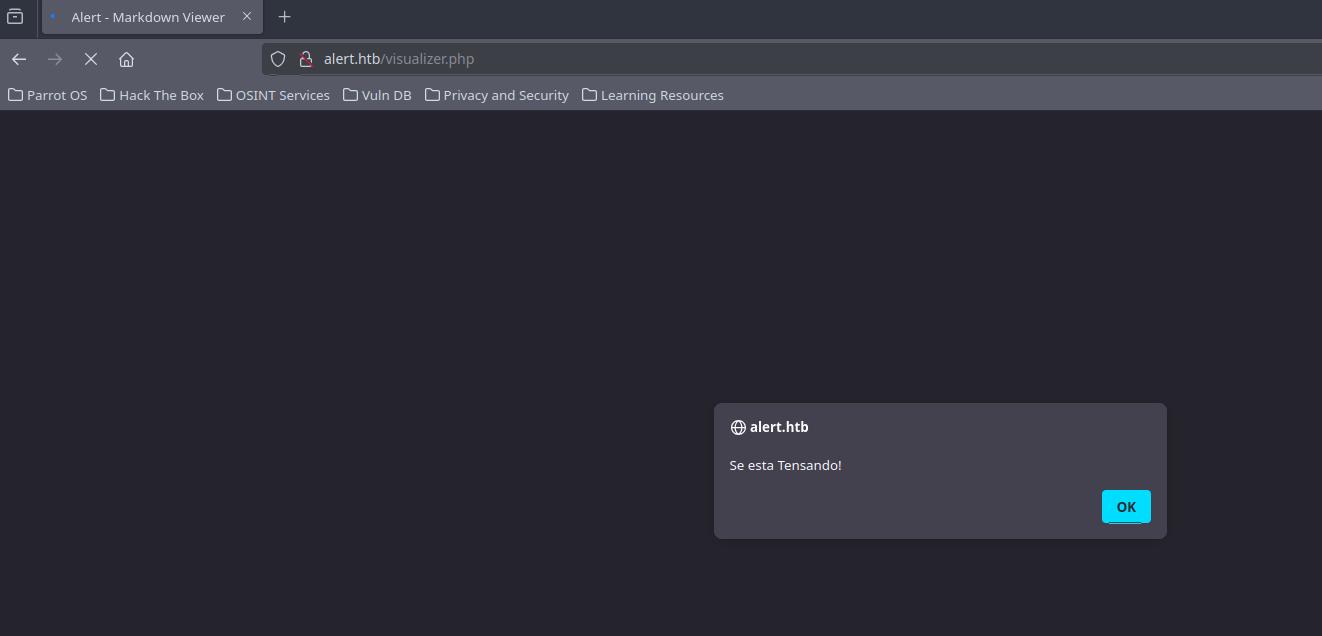 Alert - Markdown Viewer
alert.htb/visualizer.php
Parrot OS Hack The Box OSINT Services Vuln DB Privacy and Security Learning Resources
alert.htb
Se esta Tensando!
OK